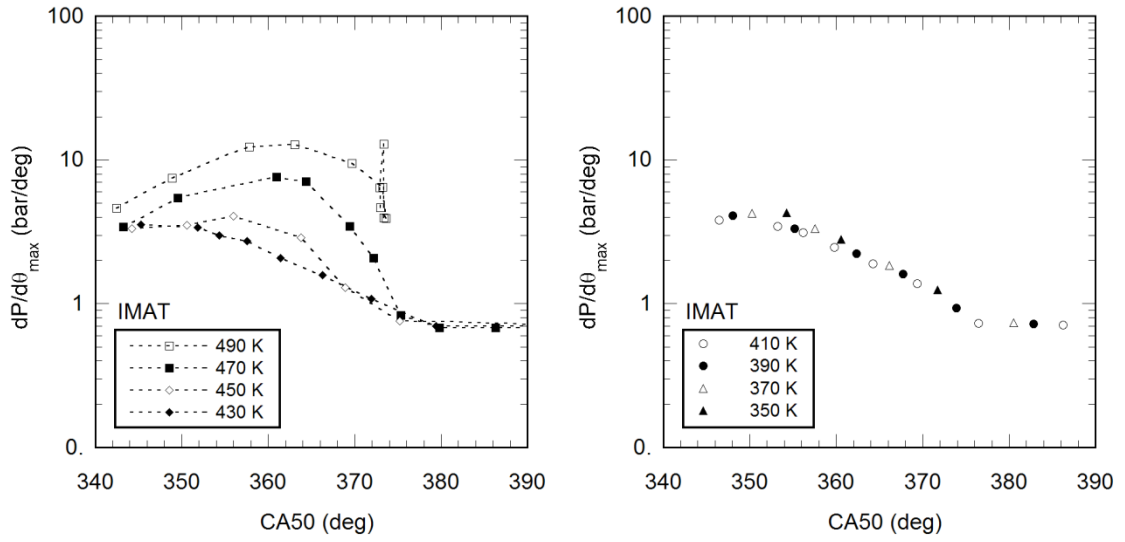 100
10
1
0.
dP/dθmax (bar/deg)
IMAT
490 K
470 K
450 K
430 K
340 350 360 370 380 390
CA50 (deg)
100
10
1
0.
dP/dθmax (bar/deg)
IMAT
410 K
390 K
370 K
350 K
340 350 360 370 380 390
CA50 (deg)